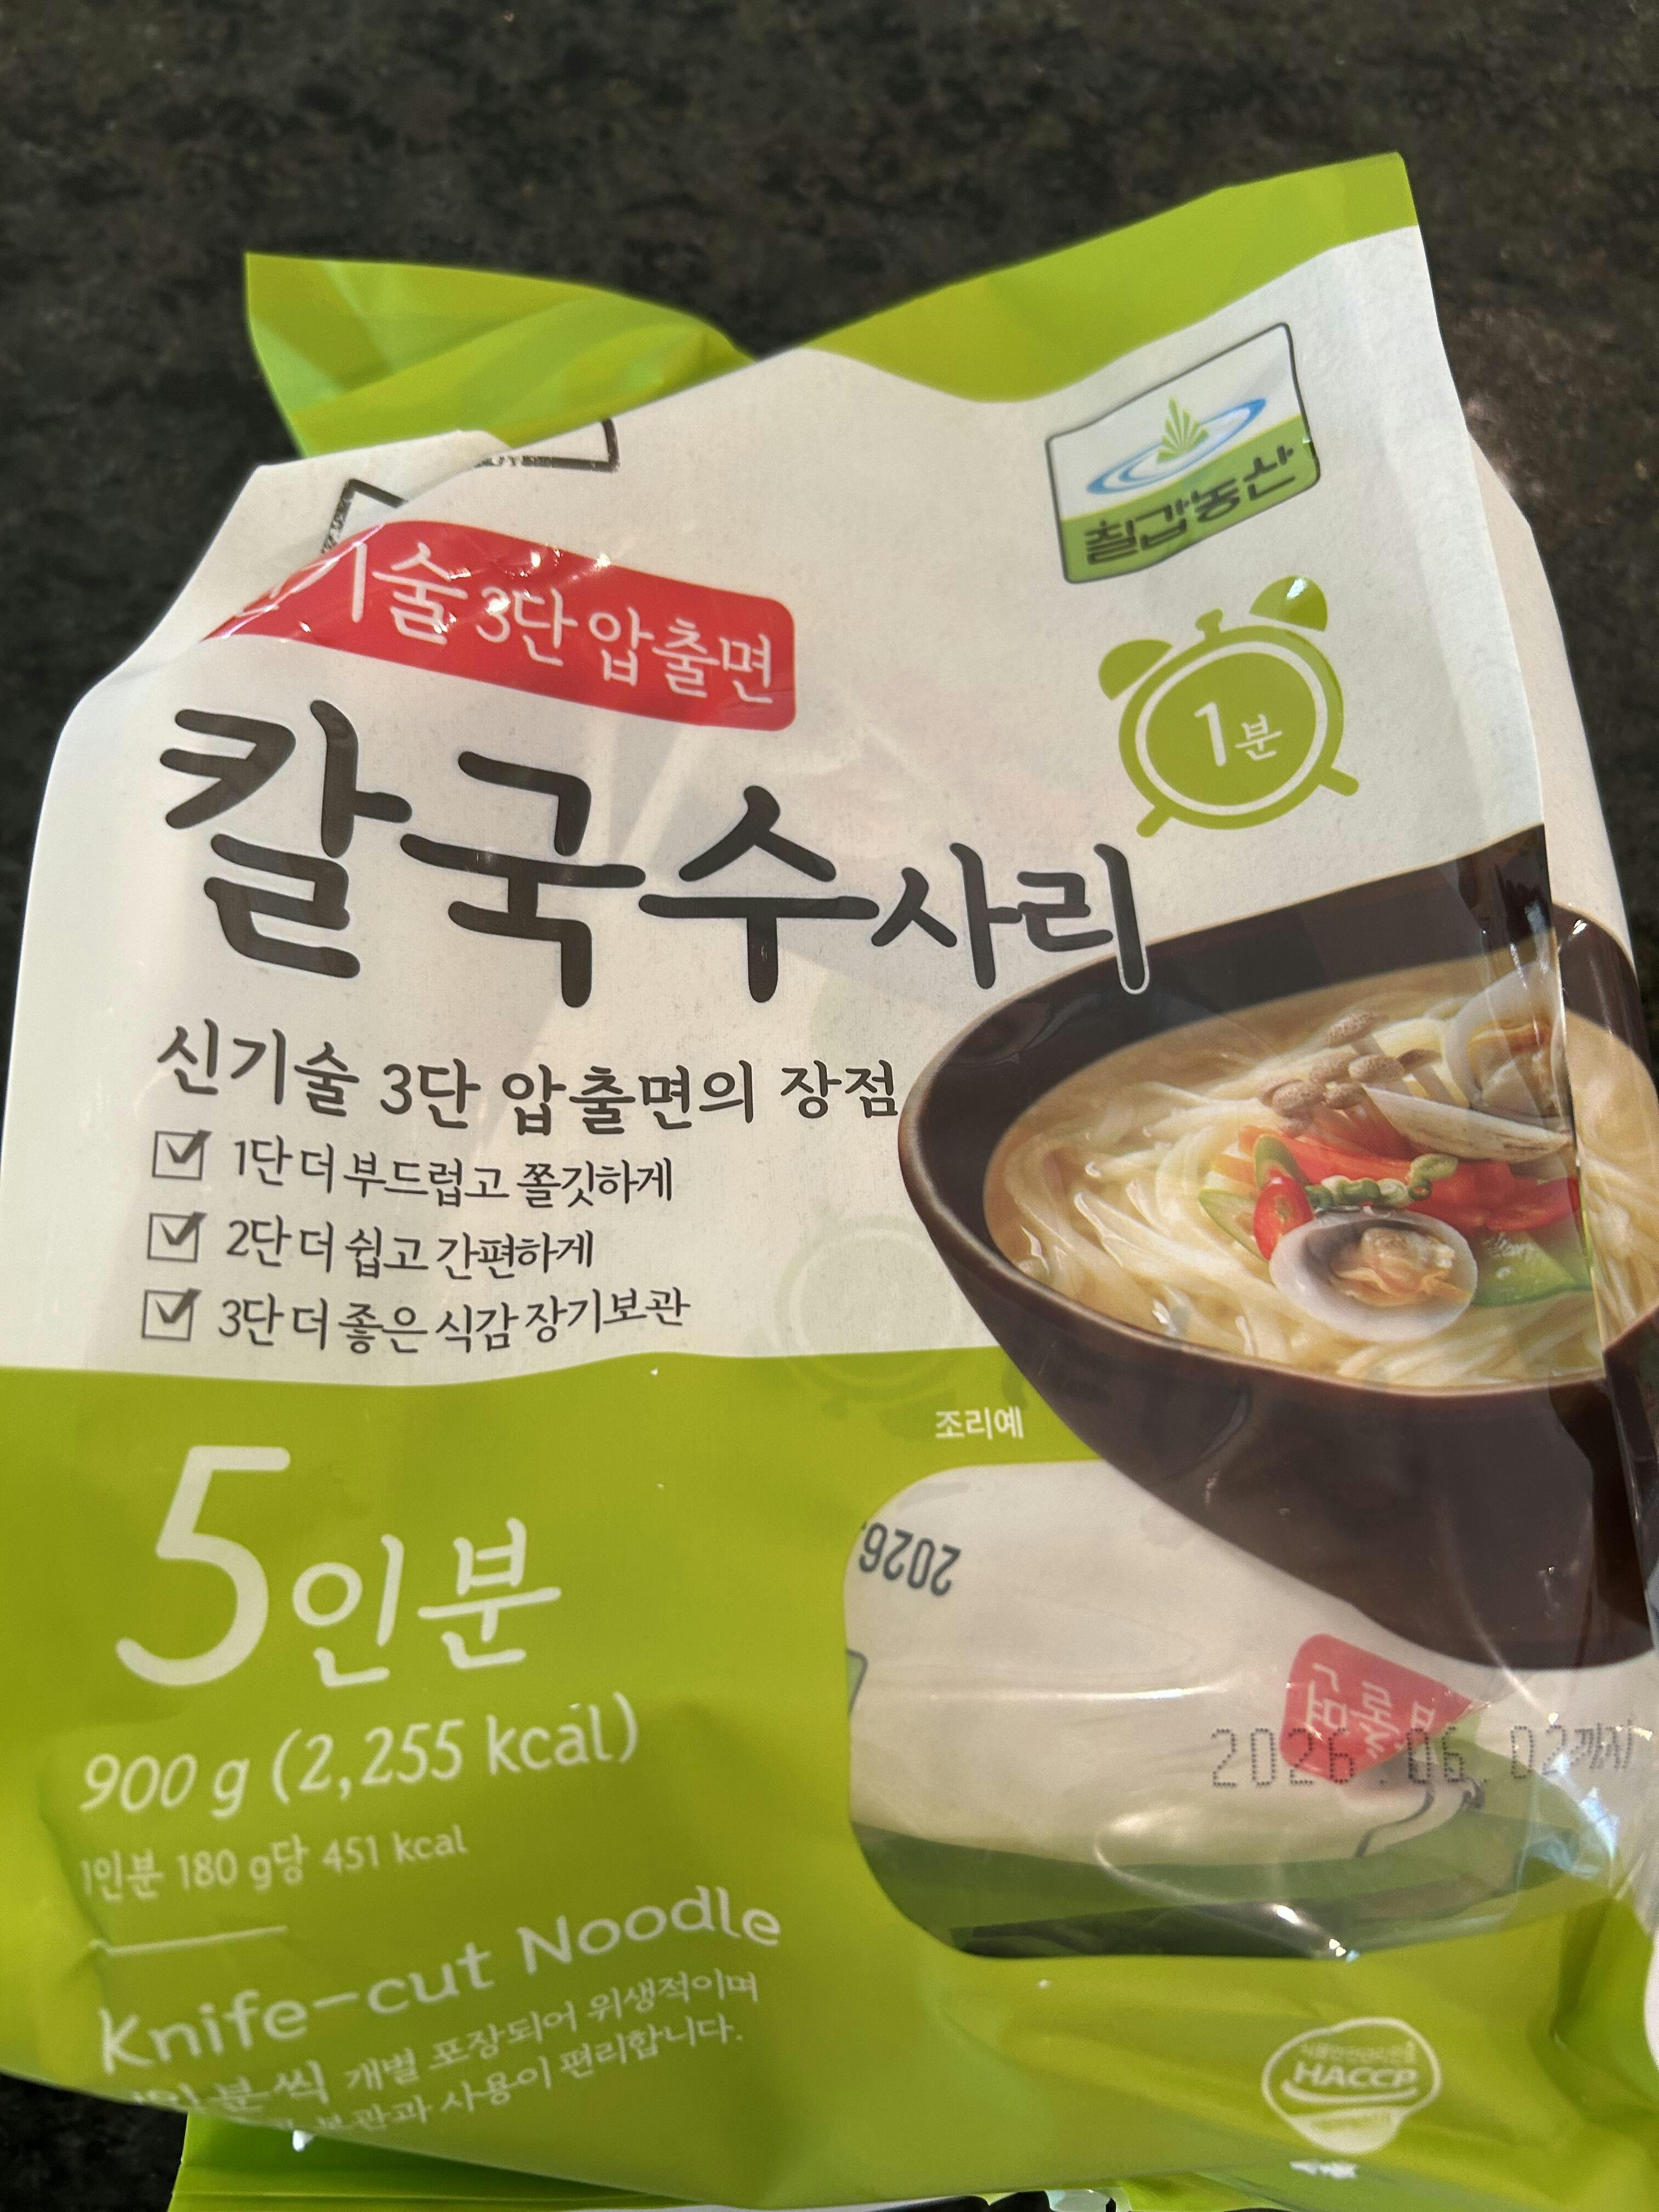 칠갑농산
기술 3단 압출면
1분
칼국수사리
신기술 3단 압출면의 장점
1단 더 부드럽고 쫄깃하게
2단 더 쉽고 간편하게
3단 더 좋은 식감 장기보관
조리예
5인분
2026.
900 g (2,255 kcal)
2026.06.02까지
1인분 180 g당 451 kcal
Knife-cut Noodle
1인분씩 개별 포장되어 위생적이며
보관과 사용이 편리합니다.
HACCP